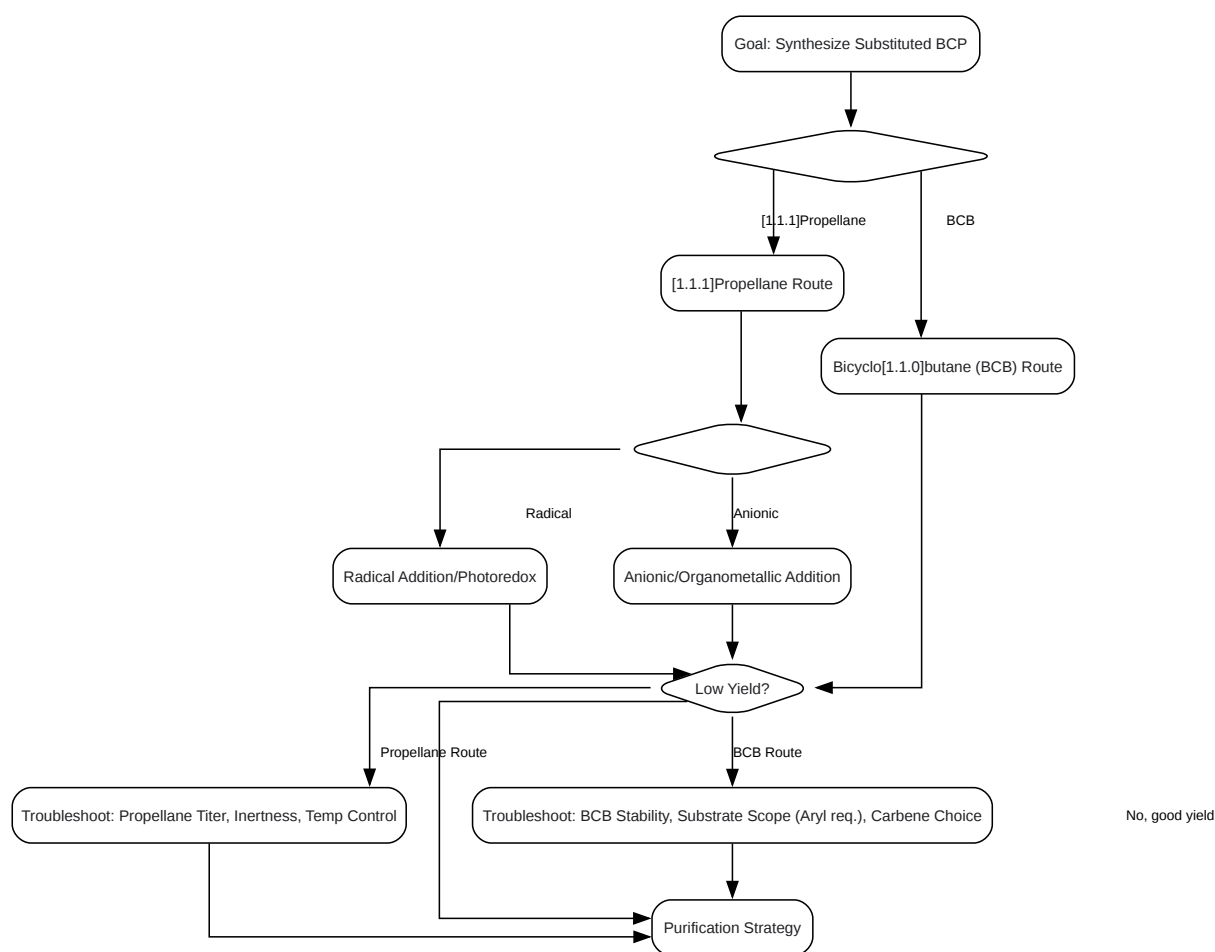 Goal: Synthesize Substituted BCP
[1.1.1]Propellane
BCB
[1.1.1]Propellane Route
Bicyclo[1.1.0]butane (BCB) Route
Radical
Anionic
Radical Addition/Photoredox
Anionic/Organometallic Addition
Low Yield?
Propellane Route
BCB Route
Troubleshoot: Propellane Titer, Inertness, Temp Control
Troubleshoot: BCB Stability, Substrate Scope (Aryl req.), Carbene Choice
No, good yield
Purification Strategy